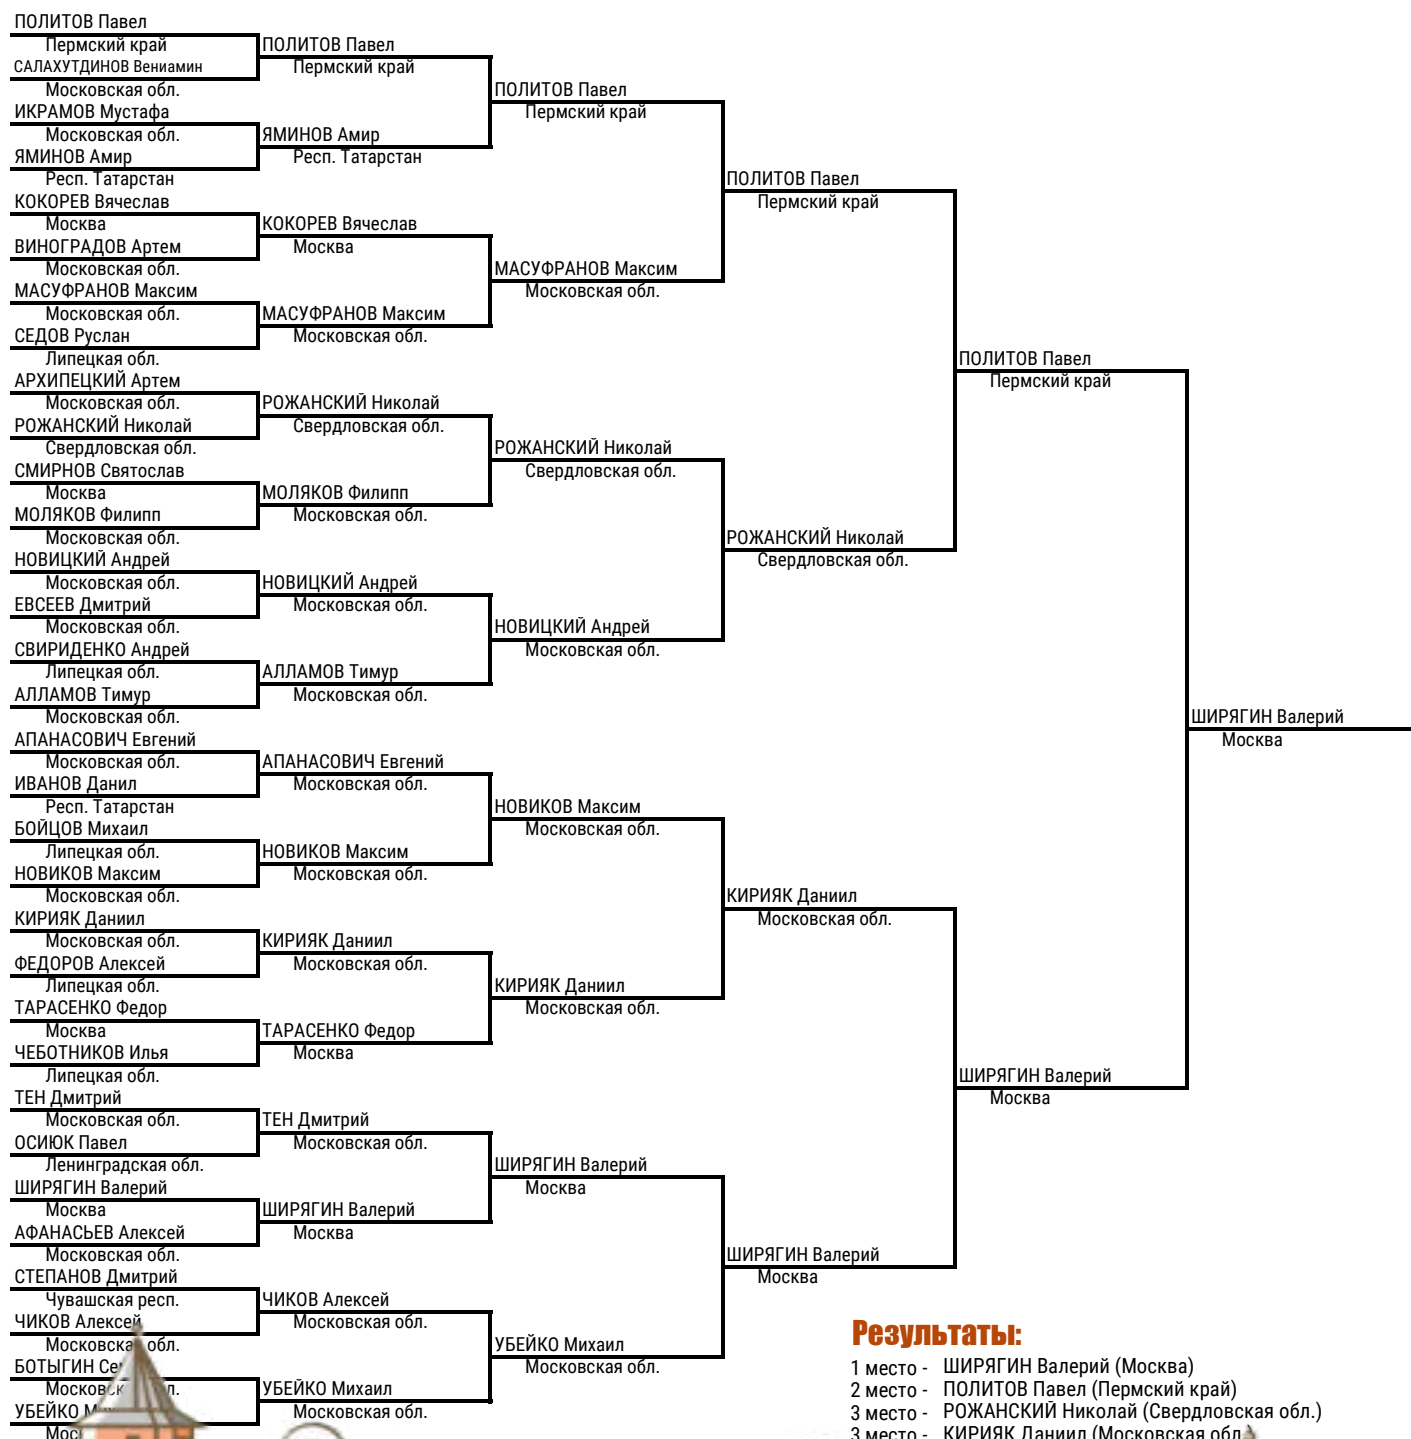 ПОЛИТОВ Павел
Пермский край
САЛАХУТДИНОВ Вениамин
Московская обл.
ИКРАМОВ Мустафа
Московская обл.
ЯМИНОВ Амир
Респ. Татарстан
КОКОРЕВ Вячеслав
Москва
ВИНОГРАДОВ Артем
Московская обл.
МАСУФРАНОВ Максим
Московская обл.
СЕДОВ Руслан
Липецкая обл.
АРХИПЕЦКИЙ Артем
Московская обл.
РОЖАНСКИЙ Николай
Свердловская обл.
СМИРНОВ Святослав
Москва
МОЛЯКОВ Филипп
Московская обл.
НОВИЦКИЙ Андрей
Московская обл.
ЕВСЕЕВ Дмитрий
Московская обл.
СВИРИДЕНКО Андрей
Липецкая обл.
АЛЛАМОВ Тимур
Московская обл.
АПАНАСОВИЧ Евгений
Московская обл.
ИВАНОВ Данил
Респ. Татарстан
БОЙЦОВ Михаил
Липецкая обл.
НОВИКОВ Максим
Московская обл.
КИРИЯК Даниил
Московская обл.
ФЕДОРОВ Алексей
Липецкая обл.
ТАРАСЕНКО Федор
Москва
ЧЕБОТНИКОВ Илья
Липецкая обл.
ТЕН Дмитрий
Московская обл.
ОСИЮК Павел
Ленинградская обл.
ШИРЯГИН Валерий
Москва
АФАНАСЬЕВ Алексей
Московская обл.
СТЕПАНОВ Дмитрий
Чувашская респ.
ЧИКОВ Алексей
Московская обл.
БОТЫГИН
УБЕЙКО
ПОЛИТОВ Павел
Пермский край
ЯМИНОВ Амир
Респ. Татарстан
КОКОРЕВ Вячеслав
Москва
МАСУФРАНОВ Максим
Московская обл.
РОЖАНСКИЙ Николай
Свердловская обл.
МОЛЯКОВ Филипп
Московская обл.
НОВИЦКИЙ Андрей
Московская обл.
АЛЛАМОВ Тимур
Московская обл.
АПАНАСОВИЧ Евгений
Московская обл.
НОВИКОВ Максим
Московская обл.
КИРИЯК Даниил
Московская обл.
ТАРАСЕНКО Федор
Москва
ТЕН Дмитрий
Московская обл.
ШИРЯГИН Валерий
Москва
ЧИКОВ Алексей
Московская обл.
УБЕЙКО Михаил
Московская обл.
ПОЛИТОВ Павел
Пермский край
МАСУФРАНОВ Максим
Московская обл.
РОЖАНСКИЙ Николай
Свердловская обл.
НОВИЦКИЙ Андрей
Московская обл.
НОВИКОВ Максим
Московская обл.
КИРИЯК Даниил
Московская обл.
ШИРЯГИН Валерий
Москва
УБЕЙКО Михаил
Московская обл.
ПОЛИТОВ Павел
Пермский край
РОЖАНСКИЙ Николай
Свердловская обл.
КИРИЯК Даниил
Московская обл.
ШИРЯГИН Валерий
Москва
ПОЛИТОВ Павел
Пермский край
ШИРЯГИН Валерий
Москва
ШИРЯГИН Валерий
Москва
Результаты:
1 место - ШИРЯГИН Валерий (Москва)
2 место - ПОЛИТОВ Павел (Пермский край)
3 место - РОЖАНСКИЙ Николай (Свердловская обл.)
3 место - КИРИЯК Даниил (Московская обл.